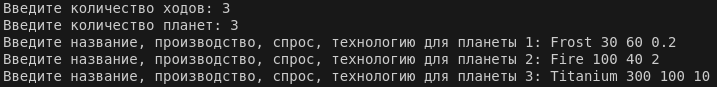 Введите количество ходов: 3
Введите количество планет: 3
Введите название, производство, спрос, технологию для планеты 1: Frost 30 60 0.2
Введите название, производство, спрос, технологию для планеты 2: Fire 100 40 2
Введите название, производство, спрос, технологию для планеты 3: Titanium 300 100 10